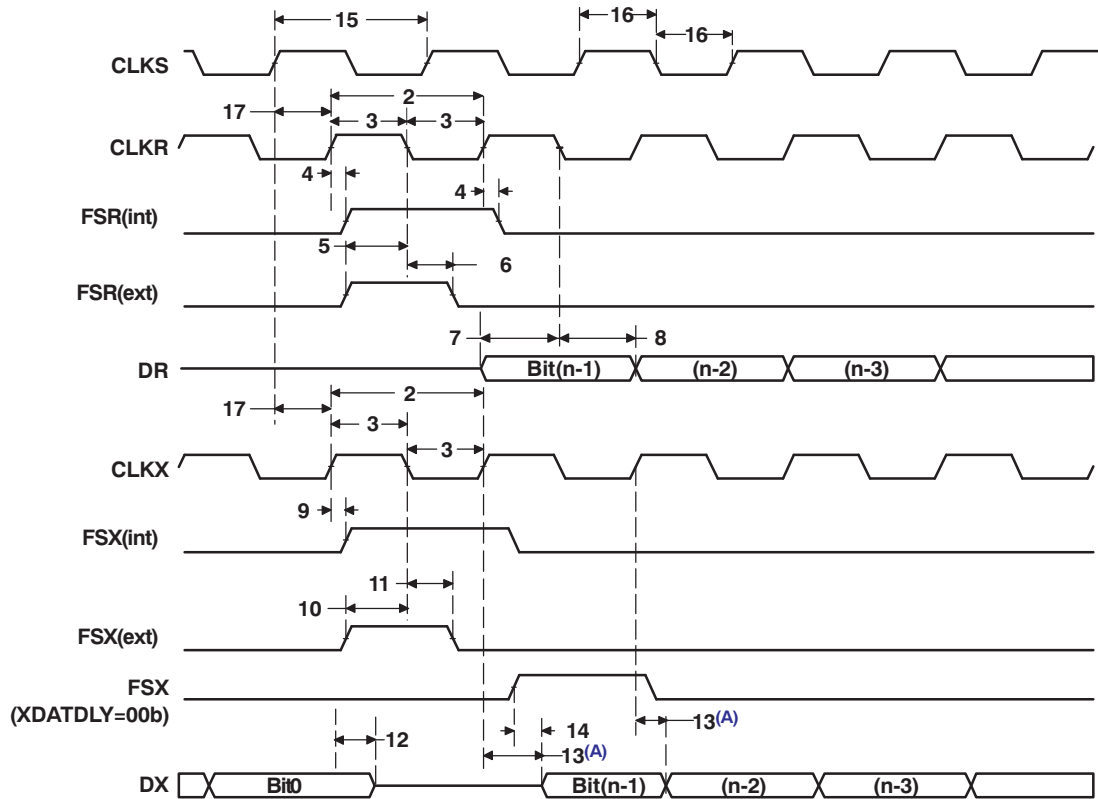 15
16
16
CLKS
2
17
3
3
CLKR
4
4
FSR(int)
5
6
FSR(ext)
7
8
DR
Bit(n-1)
(n-2)
(n-3)
2
17
3
3
CLKX
9
FSX(int)
11
10
FSX(ext)
FSX
(XDATDLY=00b)
14
13(A)
12
13(A)
DX
Bit0
Bit(n-1)
(n-2)
(n-3)